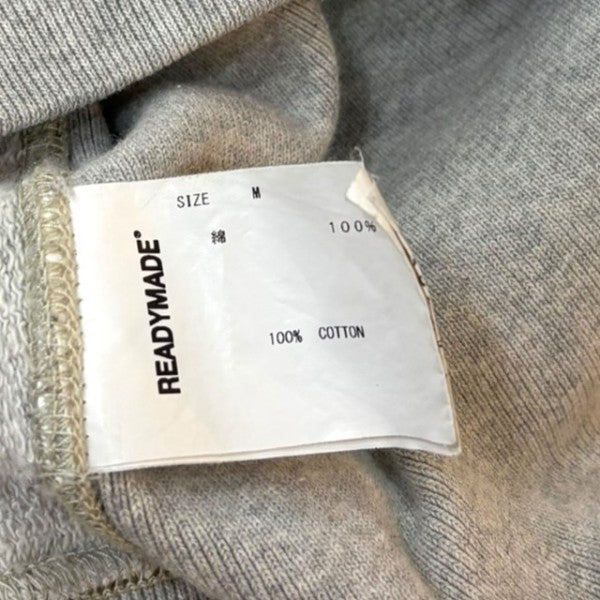 SIZE M
綿 100%
100% COTTON
READYMADE®